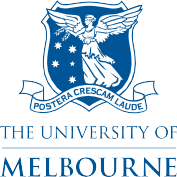 POSTERA CRESCAM LAUDE
THE UNIVERSITY OF
MELBOURNE